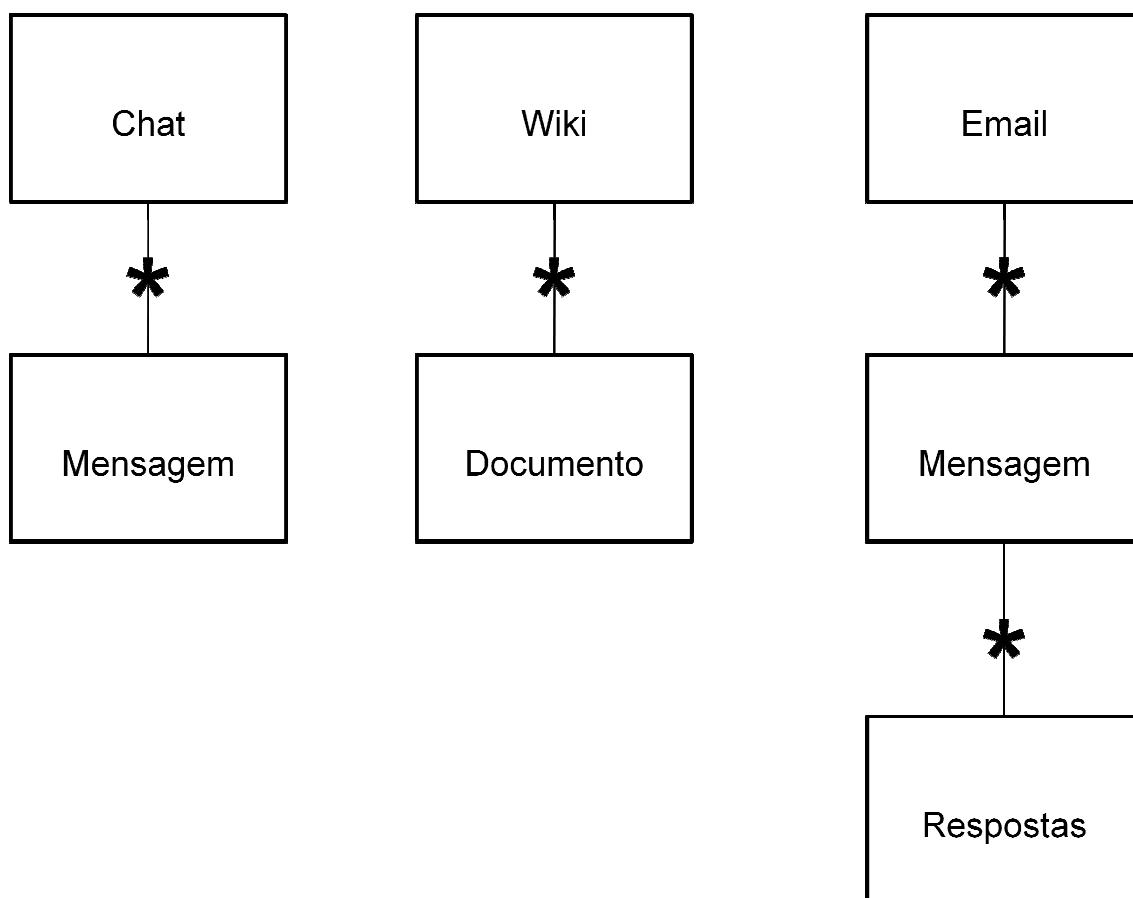 Chat
Wiki
Email
*
*
*
Mensagem
Documento
Mensagem
*
Respostas